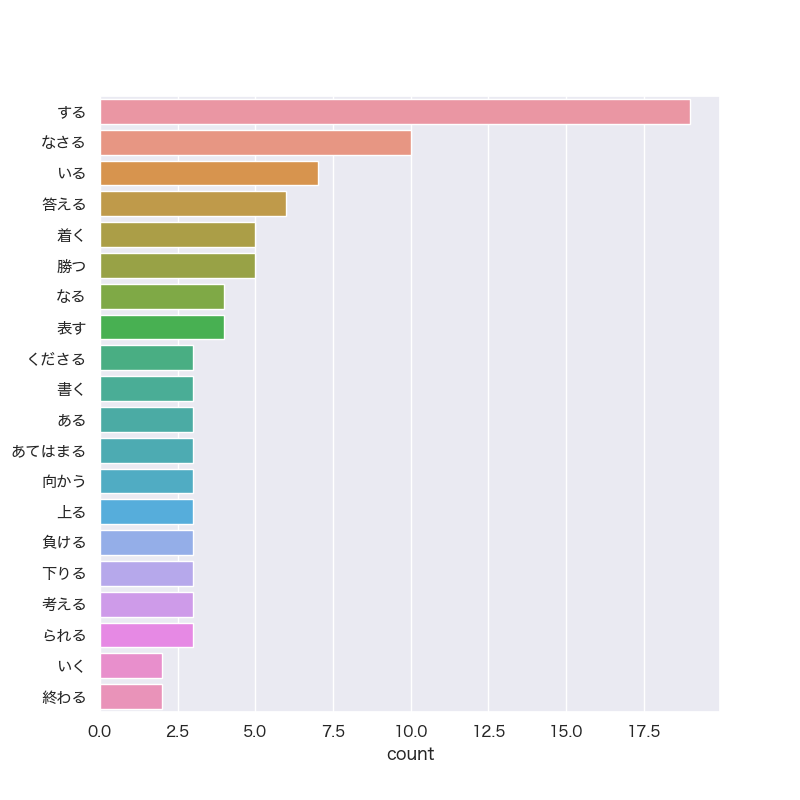 する
なさる
いる
答える
着く
勝つ
なる
表す
くださる
書く
ある
あてはまる
向かう
上る
負ける
下りる
考える
られる
いく
終わる
0.0 2.5 5.0 7.5 10.0 12.5 15.0 17.5
count